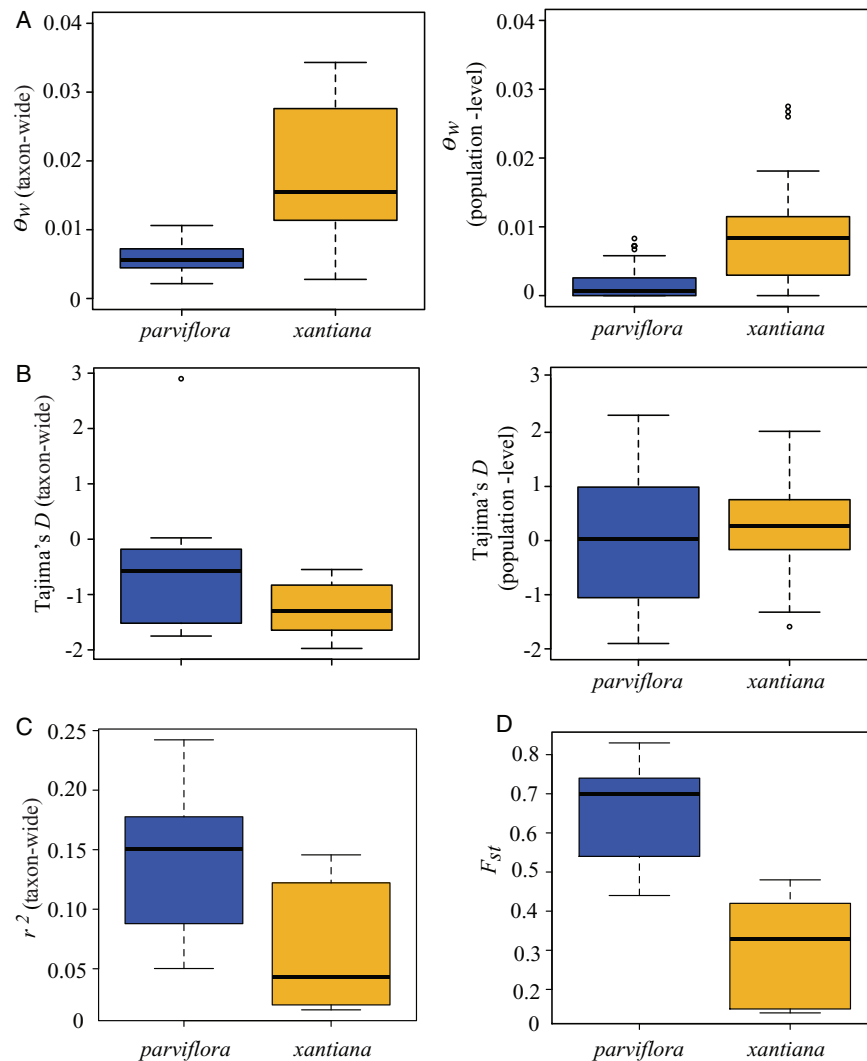 A
θw (taxon-wide)
0.04
0.03
0.02
0.01
0
parviflora
xantiana
θw
(population -level)
0.04
0.03
0.02
0.01
0
parviflora
xantiana
B
Tajima's D (taxon-wide)
3
2
1
0
-1
-2
Tajima's D
(population -level)
3
2
1
0
-1
-2
parviflora
xantiana
C
r 2 (taxon-wide)
0.25
0.20
0.15
0.10
0.05
0
parviflora
xantiana
D
Fst
0.8
0.7
0.6
0.5
0.4
0.3
0.2
0
parviflora
xantiana